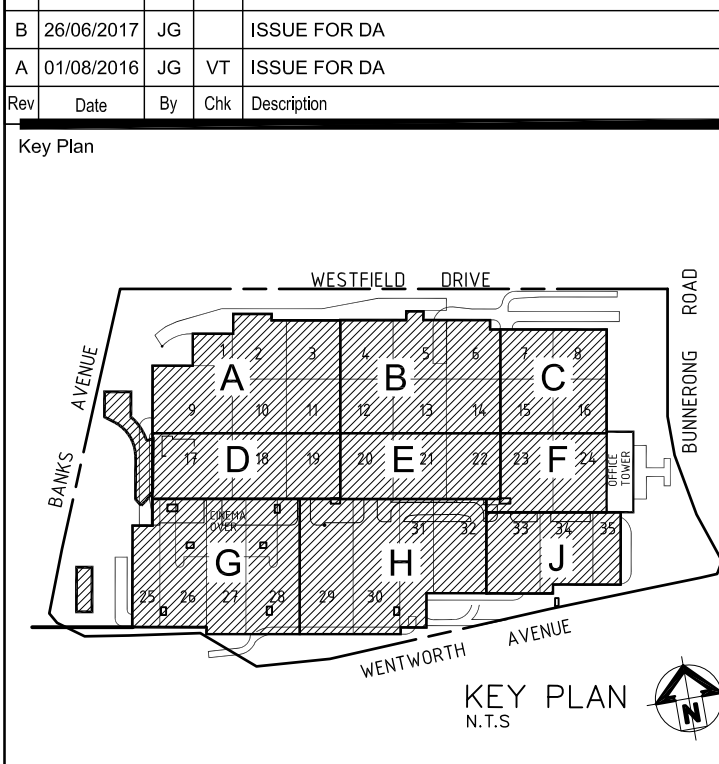 B 26/06/2017 JG ISSUE FOR DA
A 01/08/2016 JG VT ISSUE FOR DA
Rev Date By Chk Description
Key Plan
WESTFIELD DRIVE
BUNNERONG ROAD
BANKS AVENUE
1 2 3 4 5 6 7 8
A B C
9 10 11 12 13 14 15 16
17 D 18 19 20 E 21 22 23 F 24
OFFICE TOWER
CINEMA OVER
31 32 33 34 35
G H J
25 26 27 28 29 30
WENTWORTH AVENUE
KEY PLAN
N.T.S
N